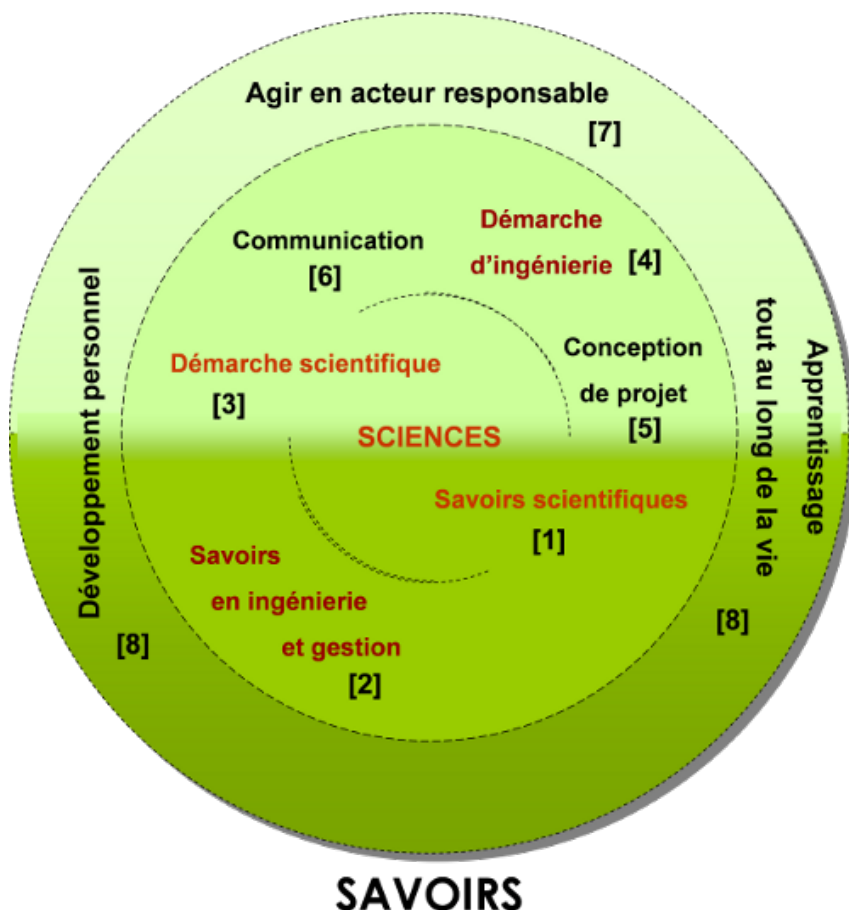 Agir en acteur responsable
[7]
Démarche
d'ingénierie [4]
Communication
[6]
Développement personnel
[8]
Démarche scientifique
[3]
Conception
de projet
[5]
Apprentissage
tout au long de la vie
[8]
SCIENCES
Savoirs scientifiques
[1]
Savoirs
en ingénierie
et gestion
[2]
SAVOIRS